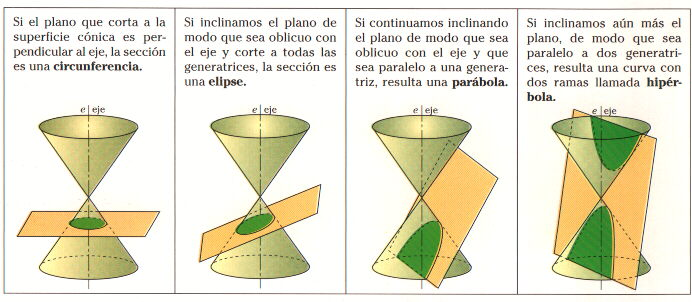 Si el plano que corta a la
superficie cónica es per-
pendicular al eje, la sección
es una circunferencia.
e eje
Si inclinamos el plano de
modo que sea oblicuo con
el eje y corte a todas las
generatrices, la sección es
una elipse.
e eje
Si continuamos inclinando
el plano de modo que sea
oblicuo con el eje y que
sea paralelo a una genera-
triz, resulta una parábola.
e eje
Si inclinamos aún más el
plano, de modo que sea
paralelo a dos generatri-
ces, resulta una curva con
dos ramas llamada hipér-
bola.
e eje